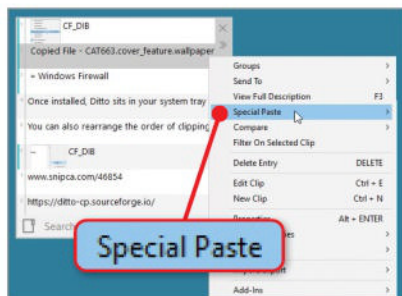 CF_DIB
Copied File - CAT663.cover_feature.wallpaper
- Windows Firewall
Once installed, Ditto sits in your system tray
You can also rearrange the order of clipping
CF_DIB
www.snipca.com/46854
https://ditto-cp.sourceforge.io/
Search
Groups
Send To
View Full Description F3
Special Paste
Compare
Filter On Selected Clip
Delete Entry DELETE
Edit Clip Ctrl + E
New Clip Ctrl + N
Alt + ENTER
Add-Ins
Special Paste